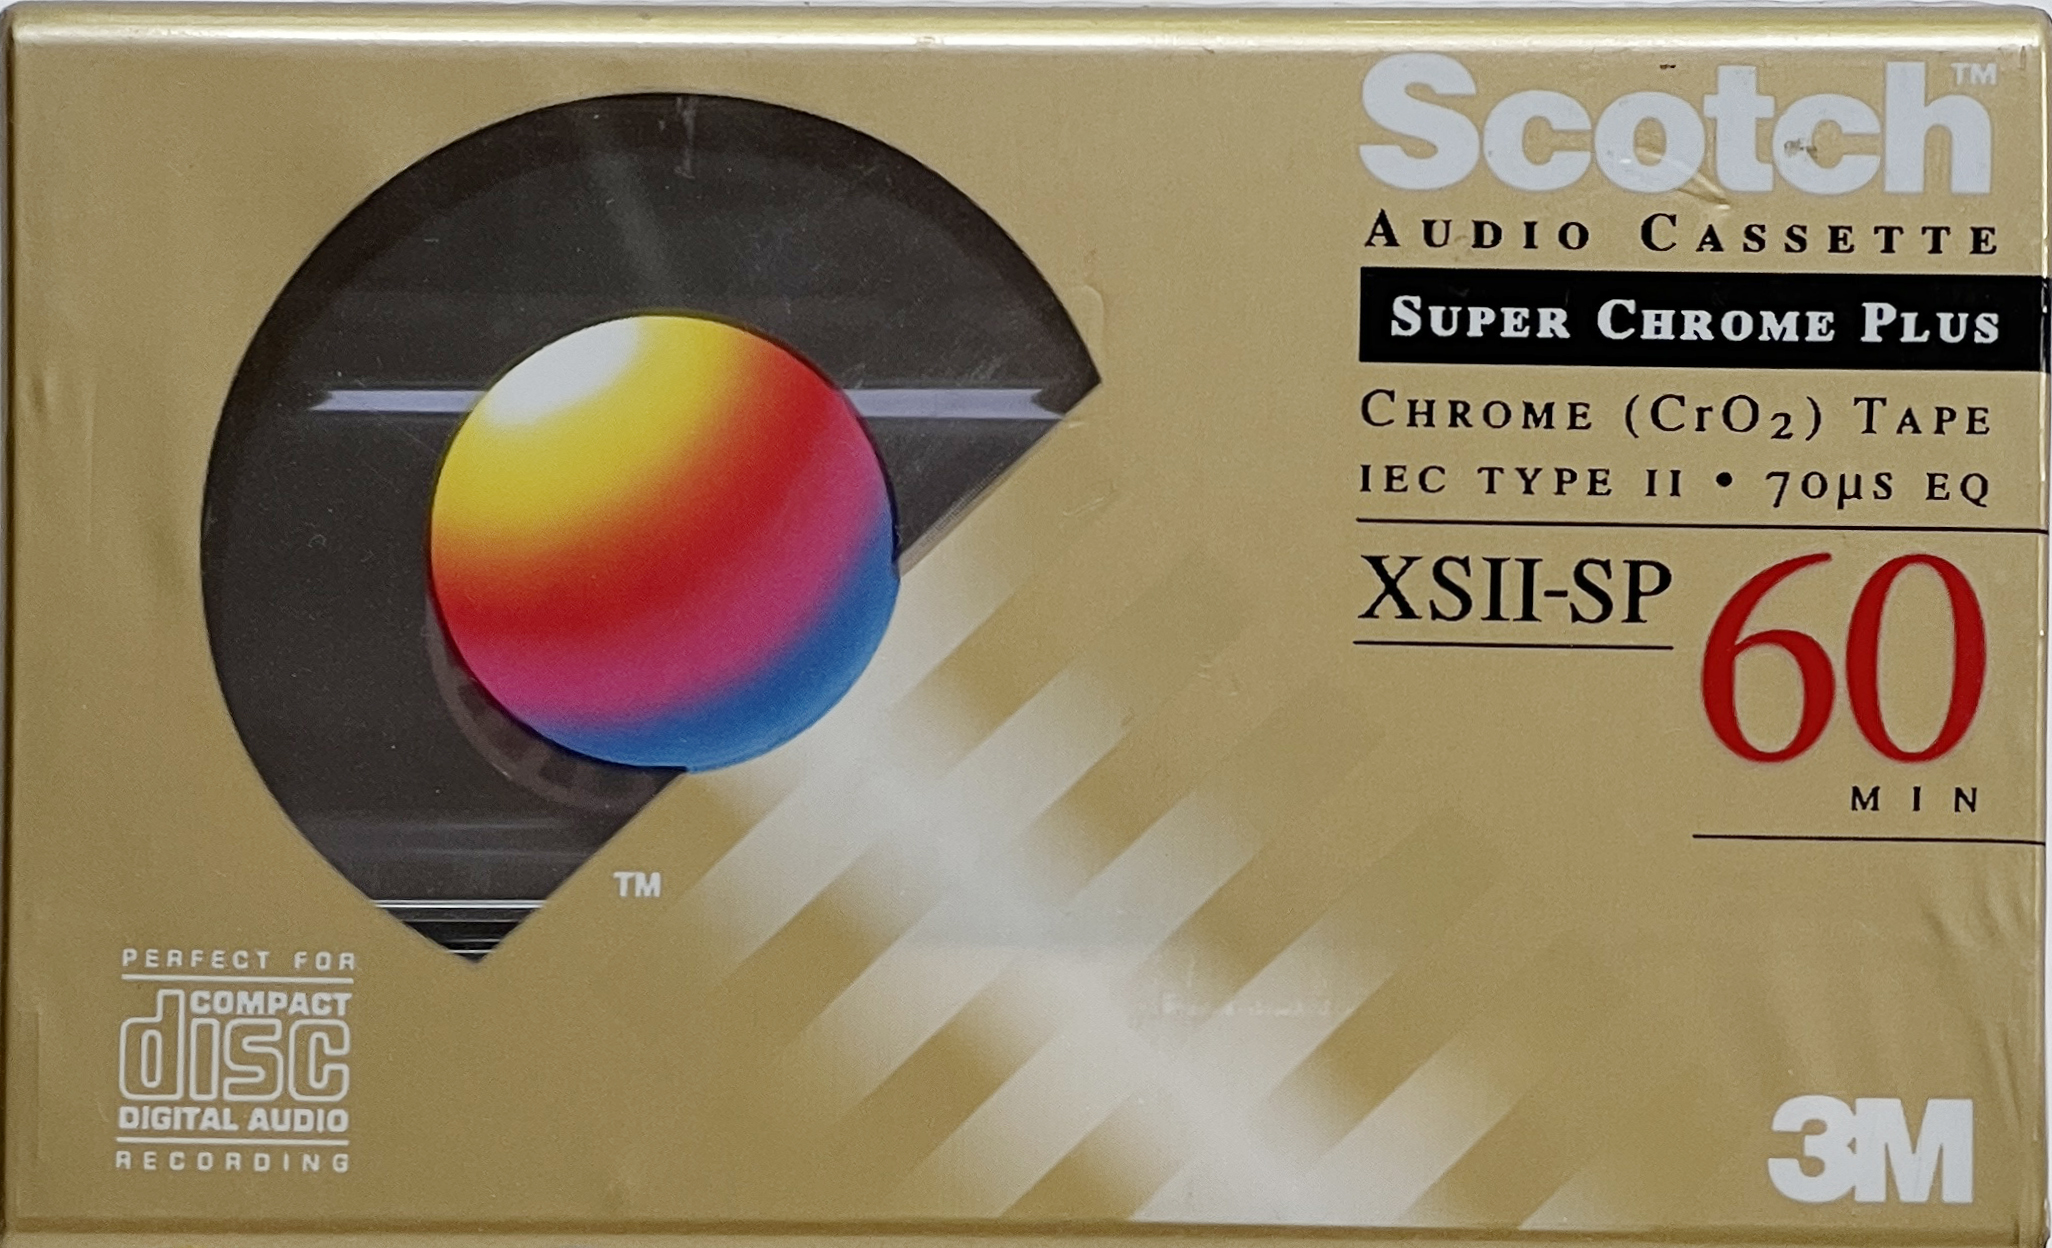 Scotch™
AUDIO CASSETTE
SUPER CHROME PLUS
CHROME (CrO₂) TAPE
IEC TYPE II • 70µS EQ
XSII-SP
60
MIN
TM
PERFECT FOR
COMPACT
disc
DIGITAL AUDIO
RECORDING
3M